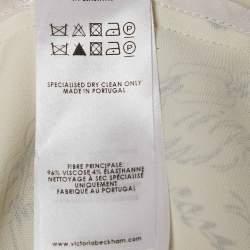 SPECIALISED DRY CLEAN ONLY
MADE IN PORTUGAL
FIBRE PRINCIPALE:
96% VISCOSE 4% ÉLASTHANNE
NETTOYAGE À SEC SPÉCIALISÉ
UNIQUEMENT
FABRIQUÉ AU PORTUGAL
www.victoriabeckham.com